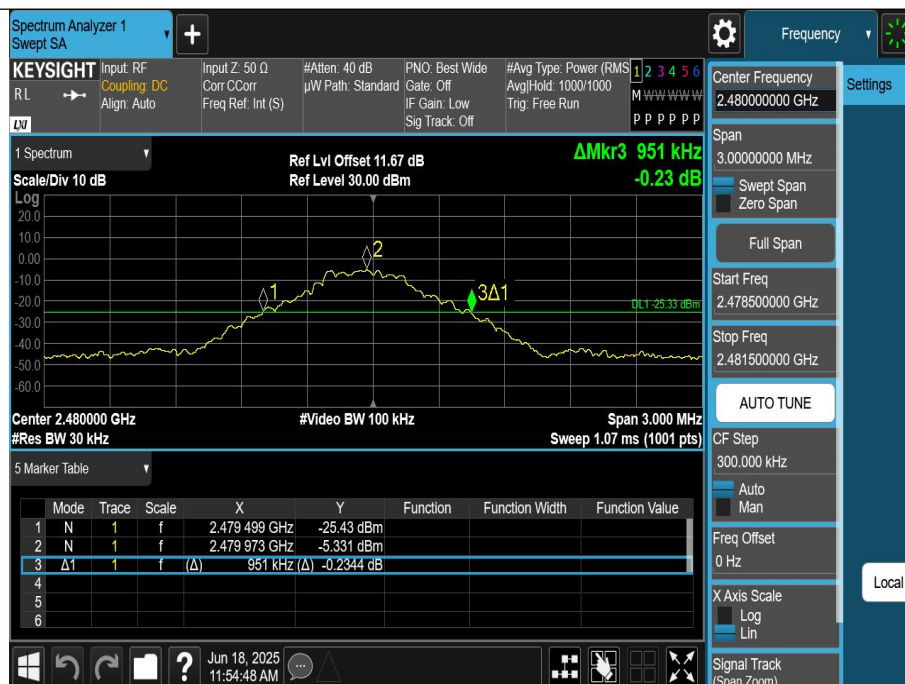 Spectrum Analyzer 1
Swept SA
+
Frequency
KEYSIGHT
RL
LXI
Input: RF
Coupling: DC
Align: Auto
Input Z: 50 Ω
Corr CCorr
Freq Ref: Int (S)
#Atten: 40 dB
µW Path: Standard
PNO: Best Wide
Gate: Off
IF Gain: Low
Sig Track: Off
#Avg Type: Power (RMS
Avg|Hold: 1000/1000
Trig: Free Run
1 2 3 4 5 6
M W W W W W
P P P P P P
1 Spectrum
Scale/Div 10 dB
Ref Lvl Offset 11.67 dB
Ref Level 30.00 dBm
ΔMkr3 951 kHz
-0.23 dB
Log
20.0
10.0
0.00
-10.0
-20.0
-30.0
-40.0
-50.0
-60.0
1
2
3Δ1
DL1 -25.33 dBm
Center 2.480000 GHz
#Video BW 100 kHz
Span 3.000 MHz
#Res BW 30 kHz
Sweep 1.07 ms (1001 pts)
5 Marker Table
Mode Trace Scale X Y Function Function Width Function Value
1 N 1 f 2.479 499 GHz -25.43 dBm
2 N 1 f 2.479 973 GHz -5.331 dBm
3 Δ1 1 f (Δ) 951 kHz (Δ) -0.2344 dB
4
5
6
?
Jun 18, 2025
11:54:48 AM
Center Frequency
2.480000000 GHz
Settings
Span
3.00000000 MHz
Swept Span
Zero Span
Full Span
Start Freq
2.478500000 GHz
Stop Freq
2.481500000 GHz
AUTO TUNE
CF Step
300.000 kHz
Auto
Man
Freq Offset
0 Hz
Local
X Axis Scale
Log
Lin
Signal Track
(Span Zoom)